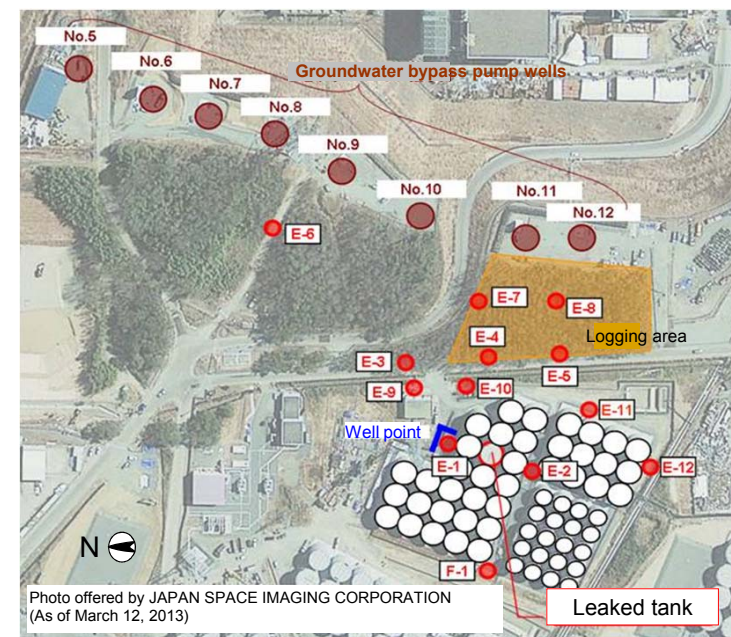 No.5
No.6
Groundwater bypass pump wells
No.7
No.8
No.9
No.10
No.11
No.12
E-6
E-7
E-8
Logging area
E-4
E-3
E-5
E-9
E-10
E-11
Well point
E-1
E-2
E-12
N
F-1
Photo offered by JAPAN SPACE IMAGING CORPORATION
(As of March 12, 2013)
Leaked tank